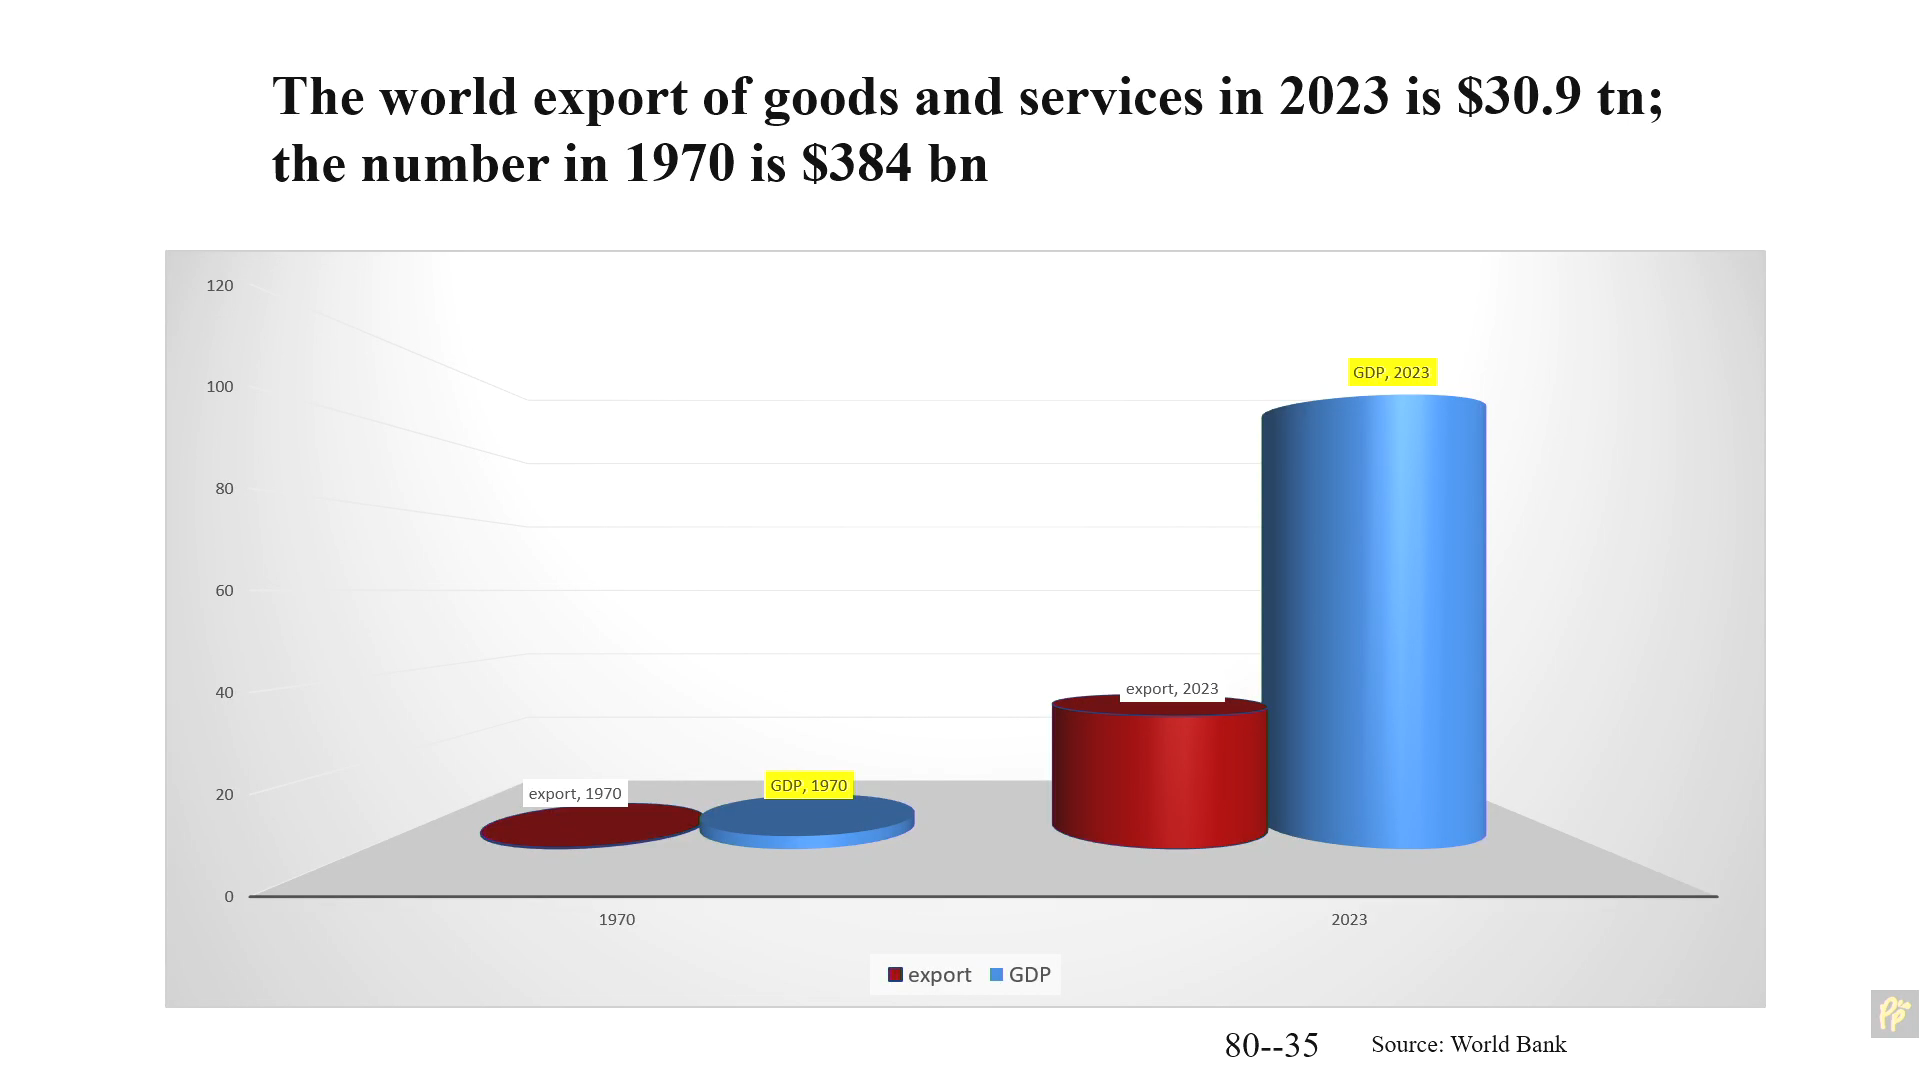 The world export of goods and services in 2023 is $30.9 tn;
the number in 1970 is $384 bn
120
100
80
60
40
20
0
GDP, 2023
export, 2023
GDP, 1970
export, 1970
1970
2023
export
GDP
80--35
Source: World Bank